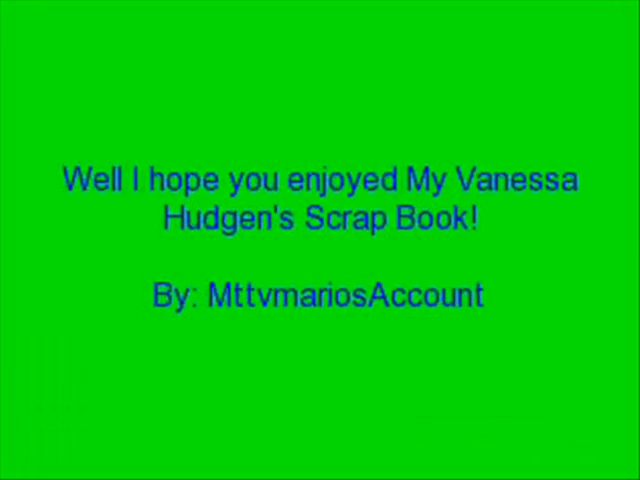 Well I hope you enjoyed My Vanessa
Hudgen's Scrap Book!
By: MttvmariosAccount